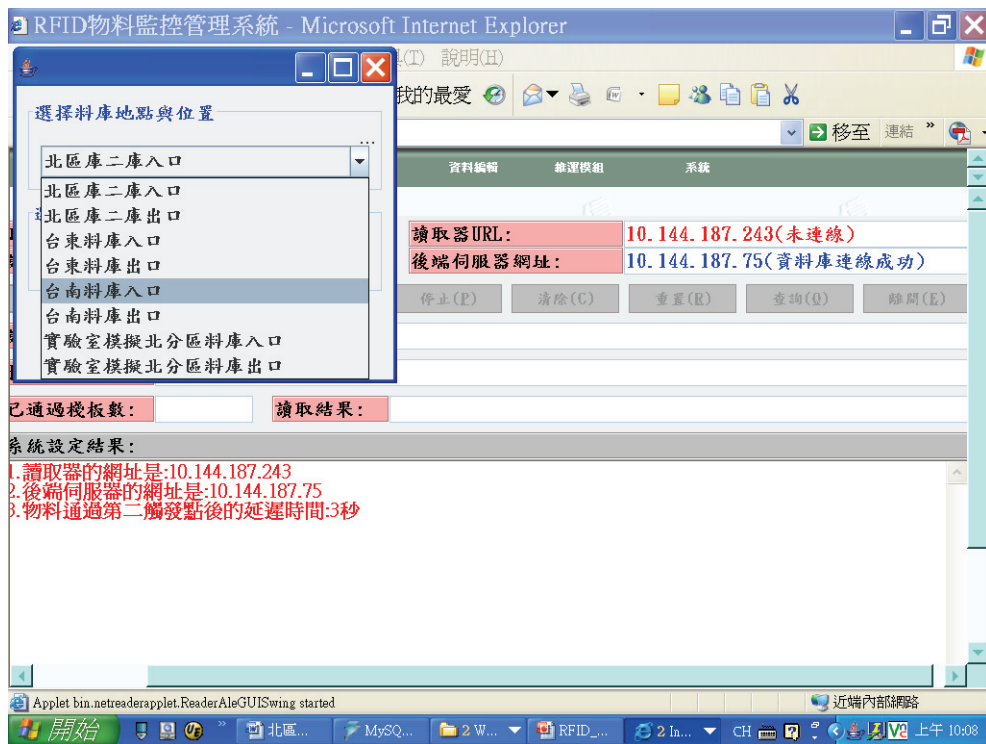 RFID物料監控管理系統 - Microsoft Internet Explorer
(T) 說明(H)
我的最愛
移至 連結 »
選擇料庫地點與位置
...
北區庫二庫入口
北區庫二庫入口
北區庫二庫出口
台東料庫入口
台東料庫出口
台南料庫入口
台南料庫出口
實驗室模擬北分區料庫入口
實驗室模擬北分區料庫出口
資料編輯 維運模組 系統
讀取器URL: 10.144.187.243(未連線)
後端伺服器網址: 10.144.187.75(資料庫連線成功)
停止(P) 清除(C) 重置(R) 查詢(Q) 離開(E)
已通過棧板數: 讀取結果:
系統設定結果:
1.讀取器的網址是:10.144.187.243
2.後端伺服器的網址是:10.144.187.75
3.物料通過第二觸發點後的延遲時間:3秒
Applet bin.netreaderapplet.ReaderAleGUISwing started 近端內部網路
開始 » 北區... MySQ... 2 W... RFID_... 2 In... CH 上午 10:08